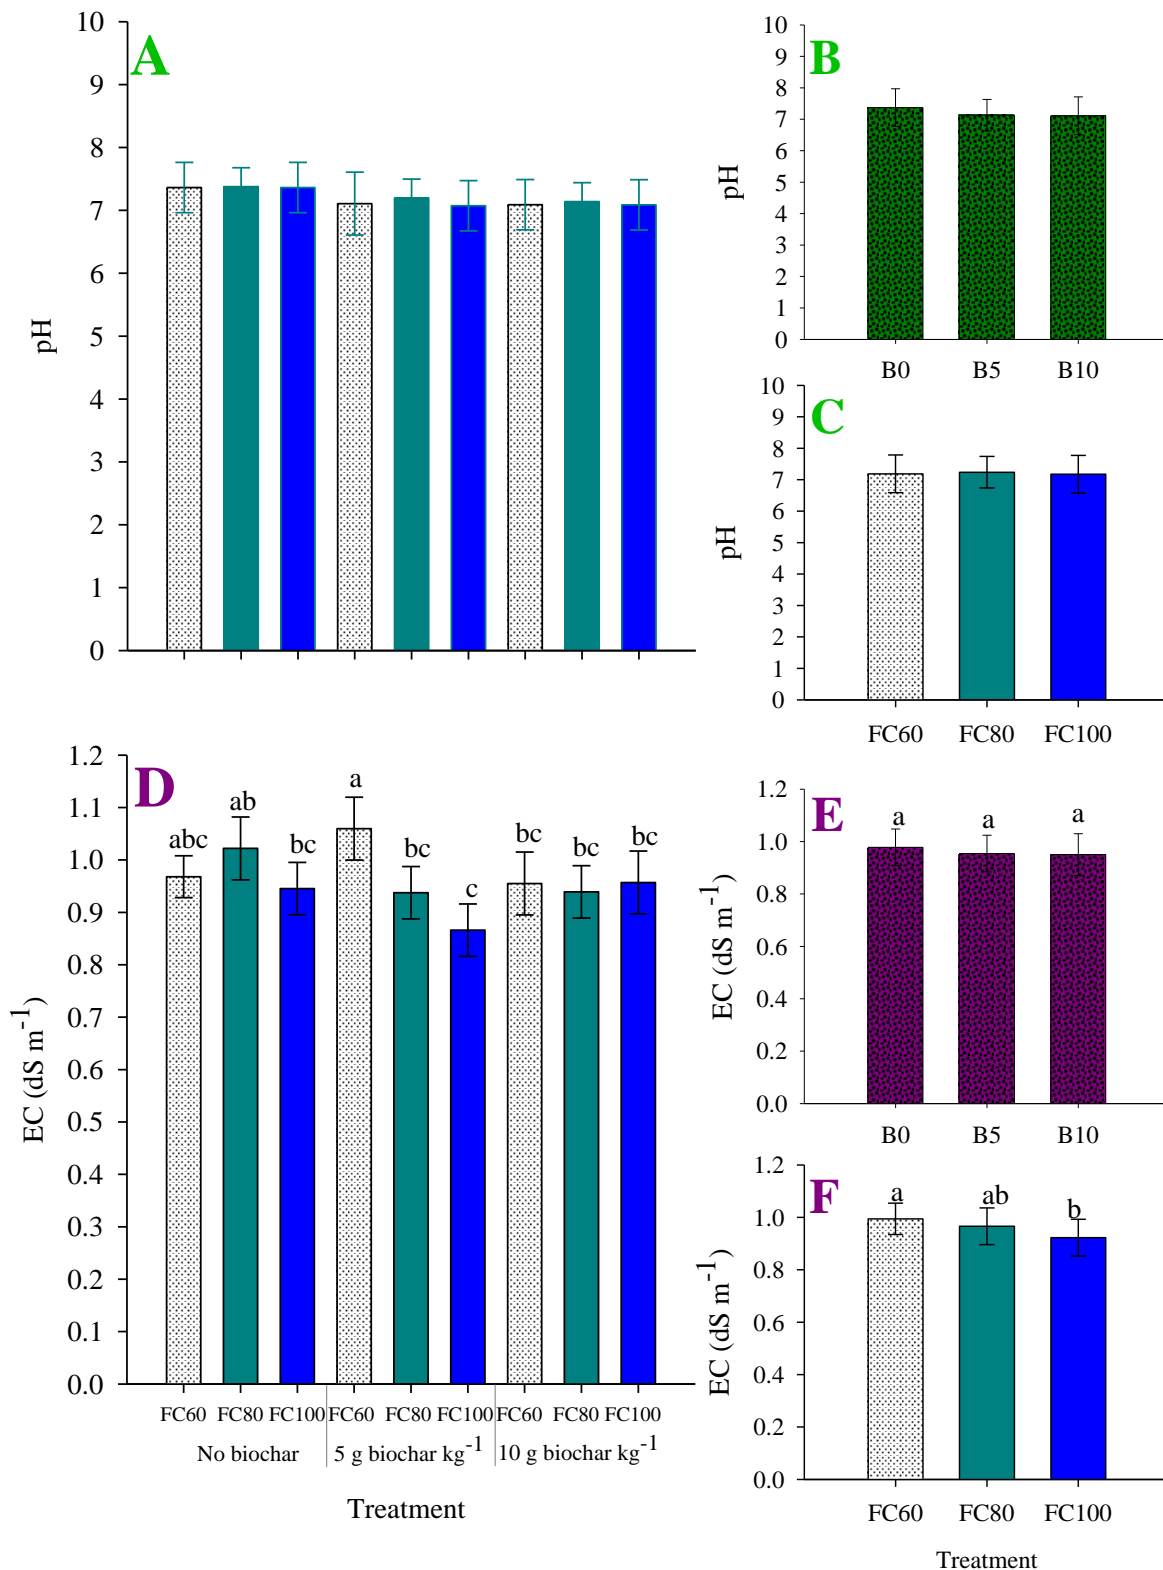 A
10
9
8
7
6
5
4
3
2
1
0
pH
B
10
9
8
7
6
5
4
3
2
1
0
pH
B0 B5 B10
C
10
9
8
7
6
5
4
3
2
1
0
pH
FC60 FC80 FC100
D
1.2
1.1
1.0
0.9
0.8
0.7
0.6
0.5
0.4
0.3
0.2
0.1
0.0
EC (dS m⁻¹)
abc ab bc a bc c bc bc bc
FC60 FC80 FC100 FC60 FC80 FC100 FC60 FC80 FC100
No biochar 5 g biochar kg⁻¹ 10 g biochar kg⁻¹
Treatment
E
1.2
1.0
0.8
0.6
0.4
0.2
0.0
EC (dS m⁻¹)
a a a
B0 B5 B10
F
1.2
1.0
0.8
0.6
0.4
0.2
0.0
EC (dS m⁻¹)
a ab b
FC60 FC80 FC100
Treatment